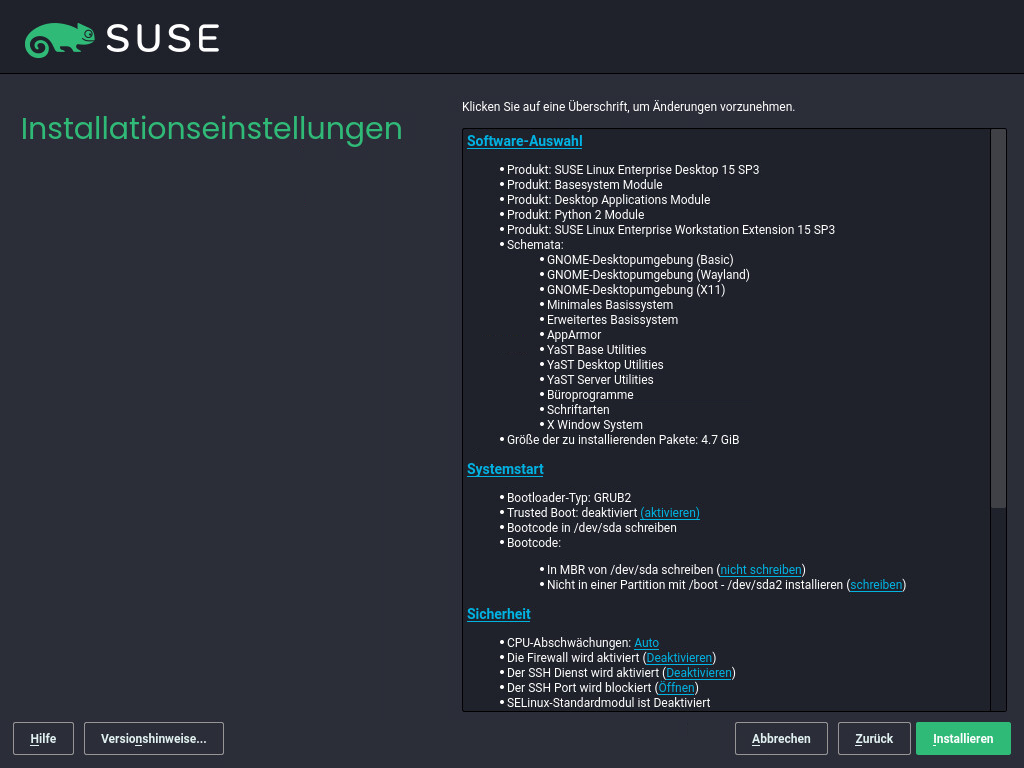 SUSE
Installationseinstellungen
Klicken Sie auf eine Überschrift, um Änderungen vorzunehmen.
Software-Auswahl
• Produkt: SUSE Linux Enterprise Desktop 15 SP3
• Produkt: Basesystem Module
• Produkt: Desktop Applications Module
• Produkt: Python 2 Module
• Produkt: SUSE Linux Enterprise Workstation Extension 15 SP3
• Schemata:
• GNOME-Desktopumgebung (Basic)
• GNOME-Desktopumgebung (Wayland)
• GNOME-Desktopumgebung (X11)
• Minimales Basissystem
• Erweitertes Basissystem
• AppArmor
• YaST Base Utilities
• YaST Desktop Utilities
• YaST Server Utilities
• Büroprogramme
• Schriftarten
• X Window System
• Größe der zu installierenden Pakete: 4.7 GiB
Systemstart
• Bootloader-Typ: GRUB2
• Trusted Boot: deaktiviert (aktivieren)
• Bootcode in /dev/sda schreiben
• Bootcode:
• In MBR von /dev/sda schreiben (nicht schreiben)
• Nicht in einer Partition mit /boot - /dev/sda2 installieren (schreiben)
Sicherheit
• CPU-Abschwächungen: Auto
• Die Firewall wird aktiviert (Deaktivieren)
• Der SSH Dienst wird aktiviert (Deaktivieren)
• Der SSH Port wird blockiert (Öffnen)
• SELinux-Standardmodul ist Deaktiviert
Hilfe
Versionshinweise...
Abbrechen
Zurück
Installieren